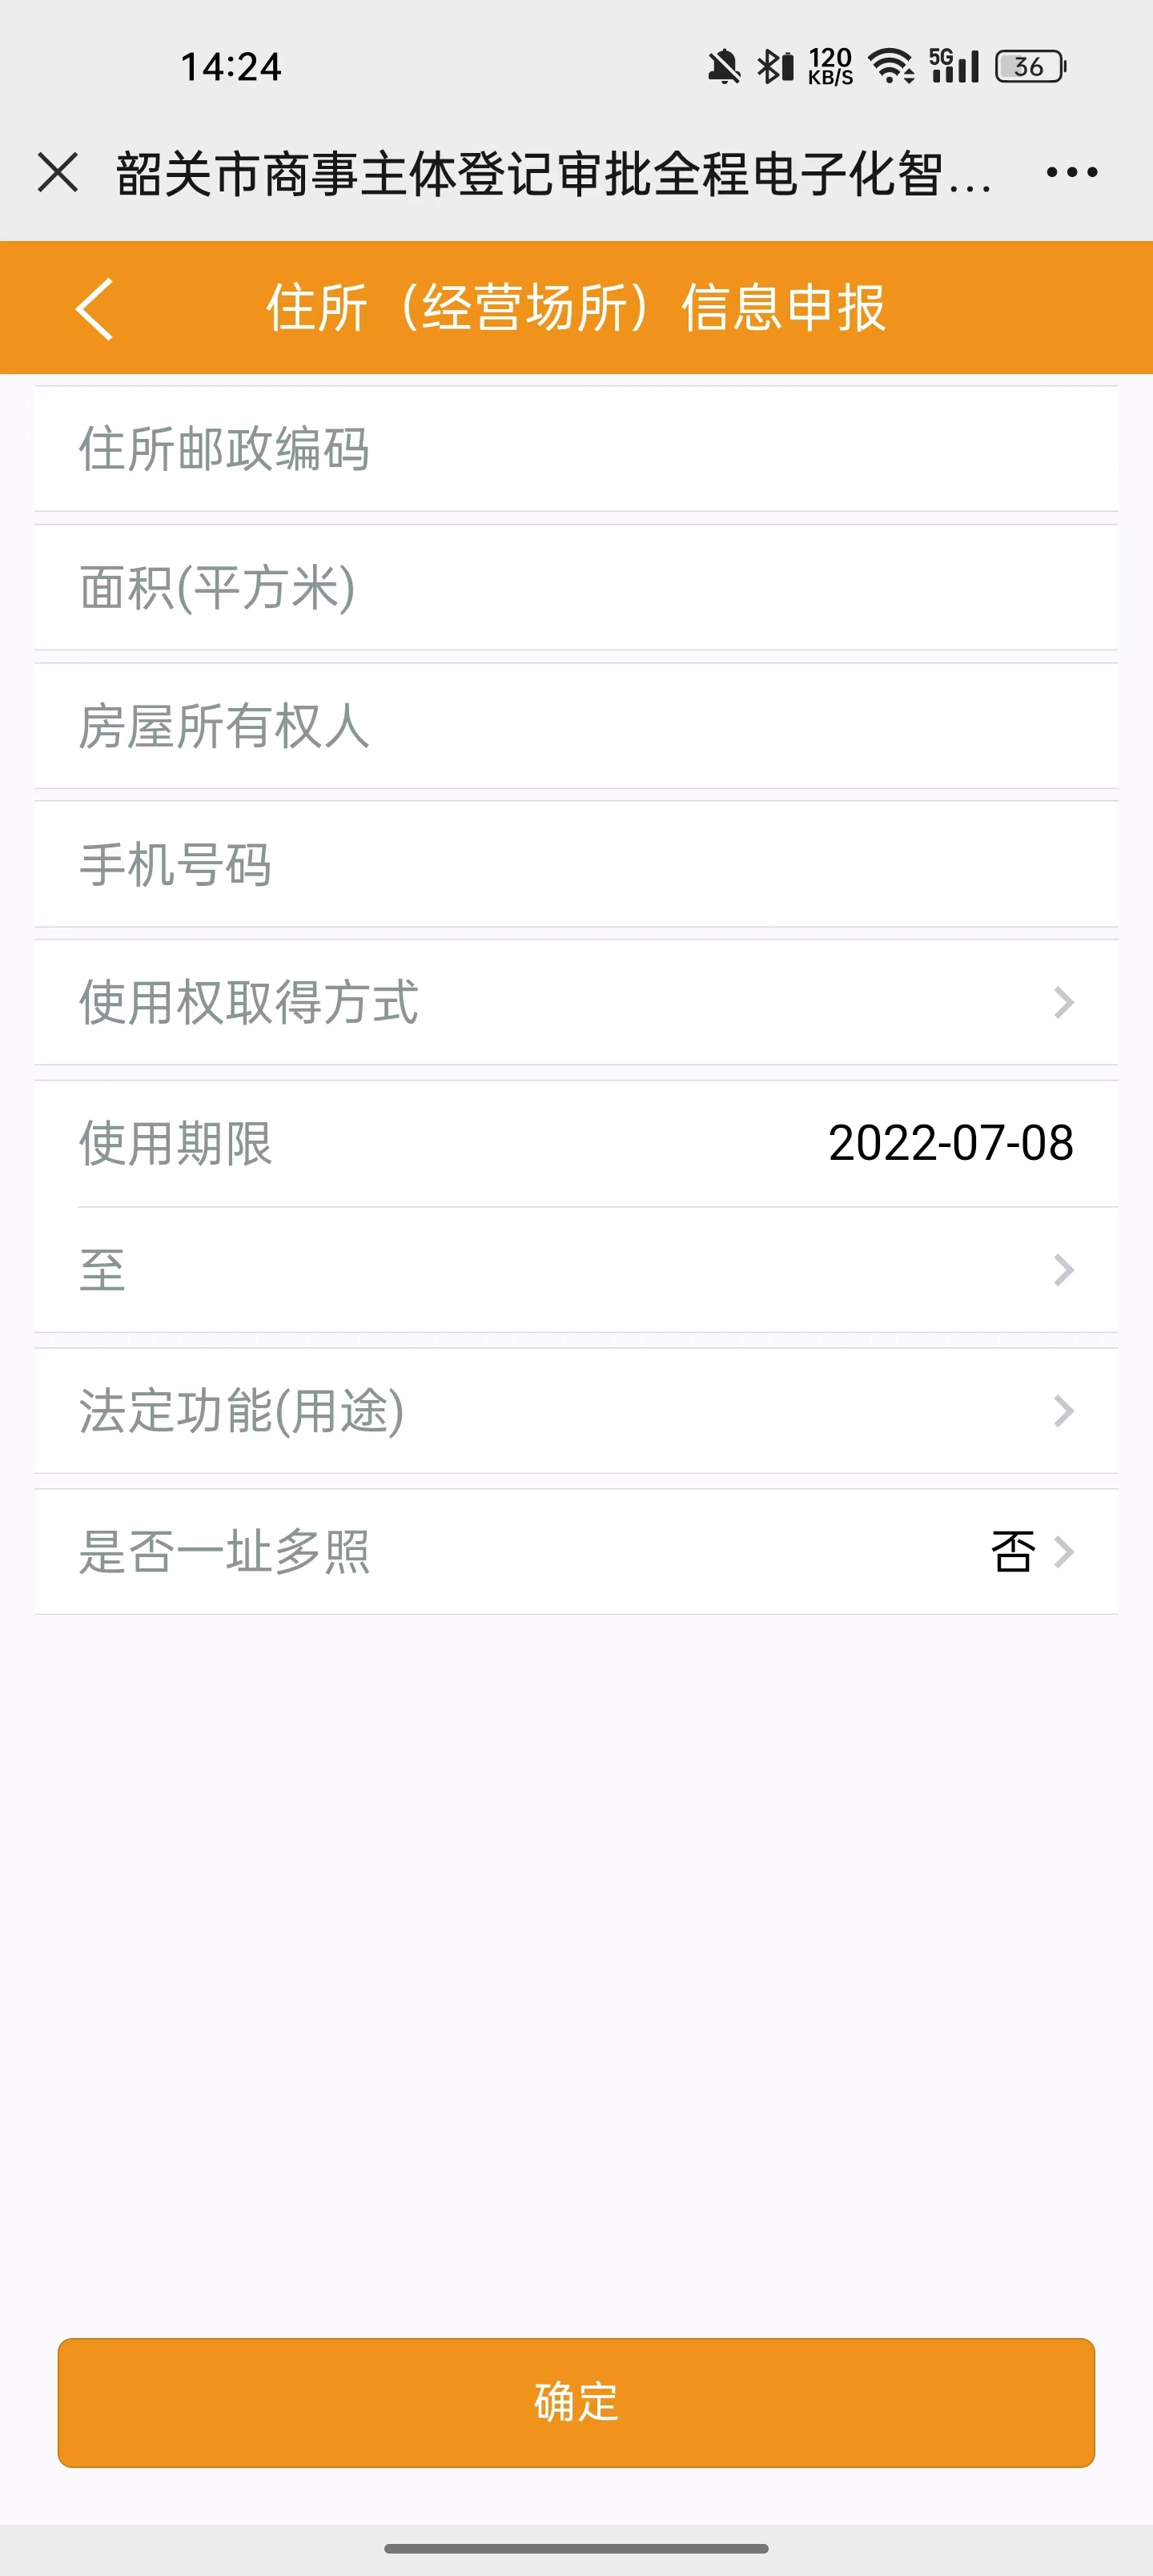 14:24
120
KB/S
5G
36
韶关市商事主体登记审批全程电子化智...
住所（经营场所）信息申报
住所邮政编码
面积(平方米)
房屋所有权人
手机号码
使用权取得方式
使用期限 2022-07-08
至
法定功能(用途)
是否一址多照 否
确定